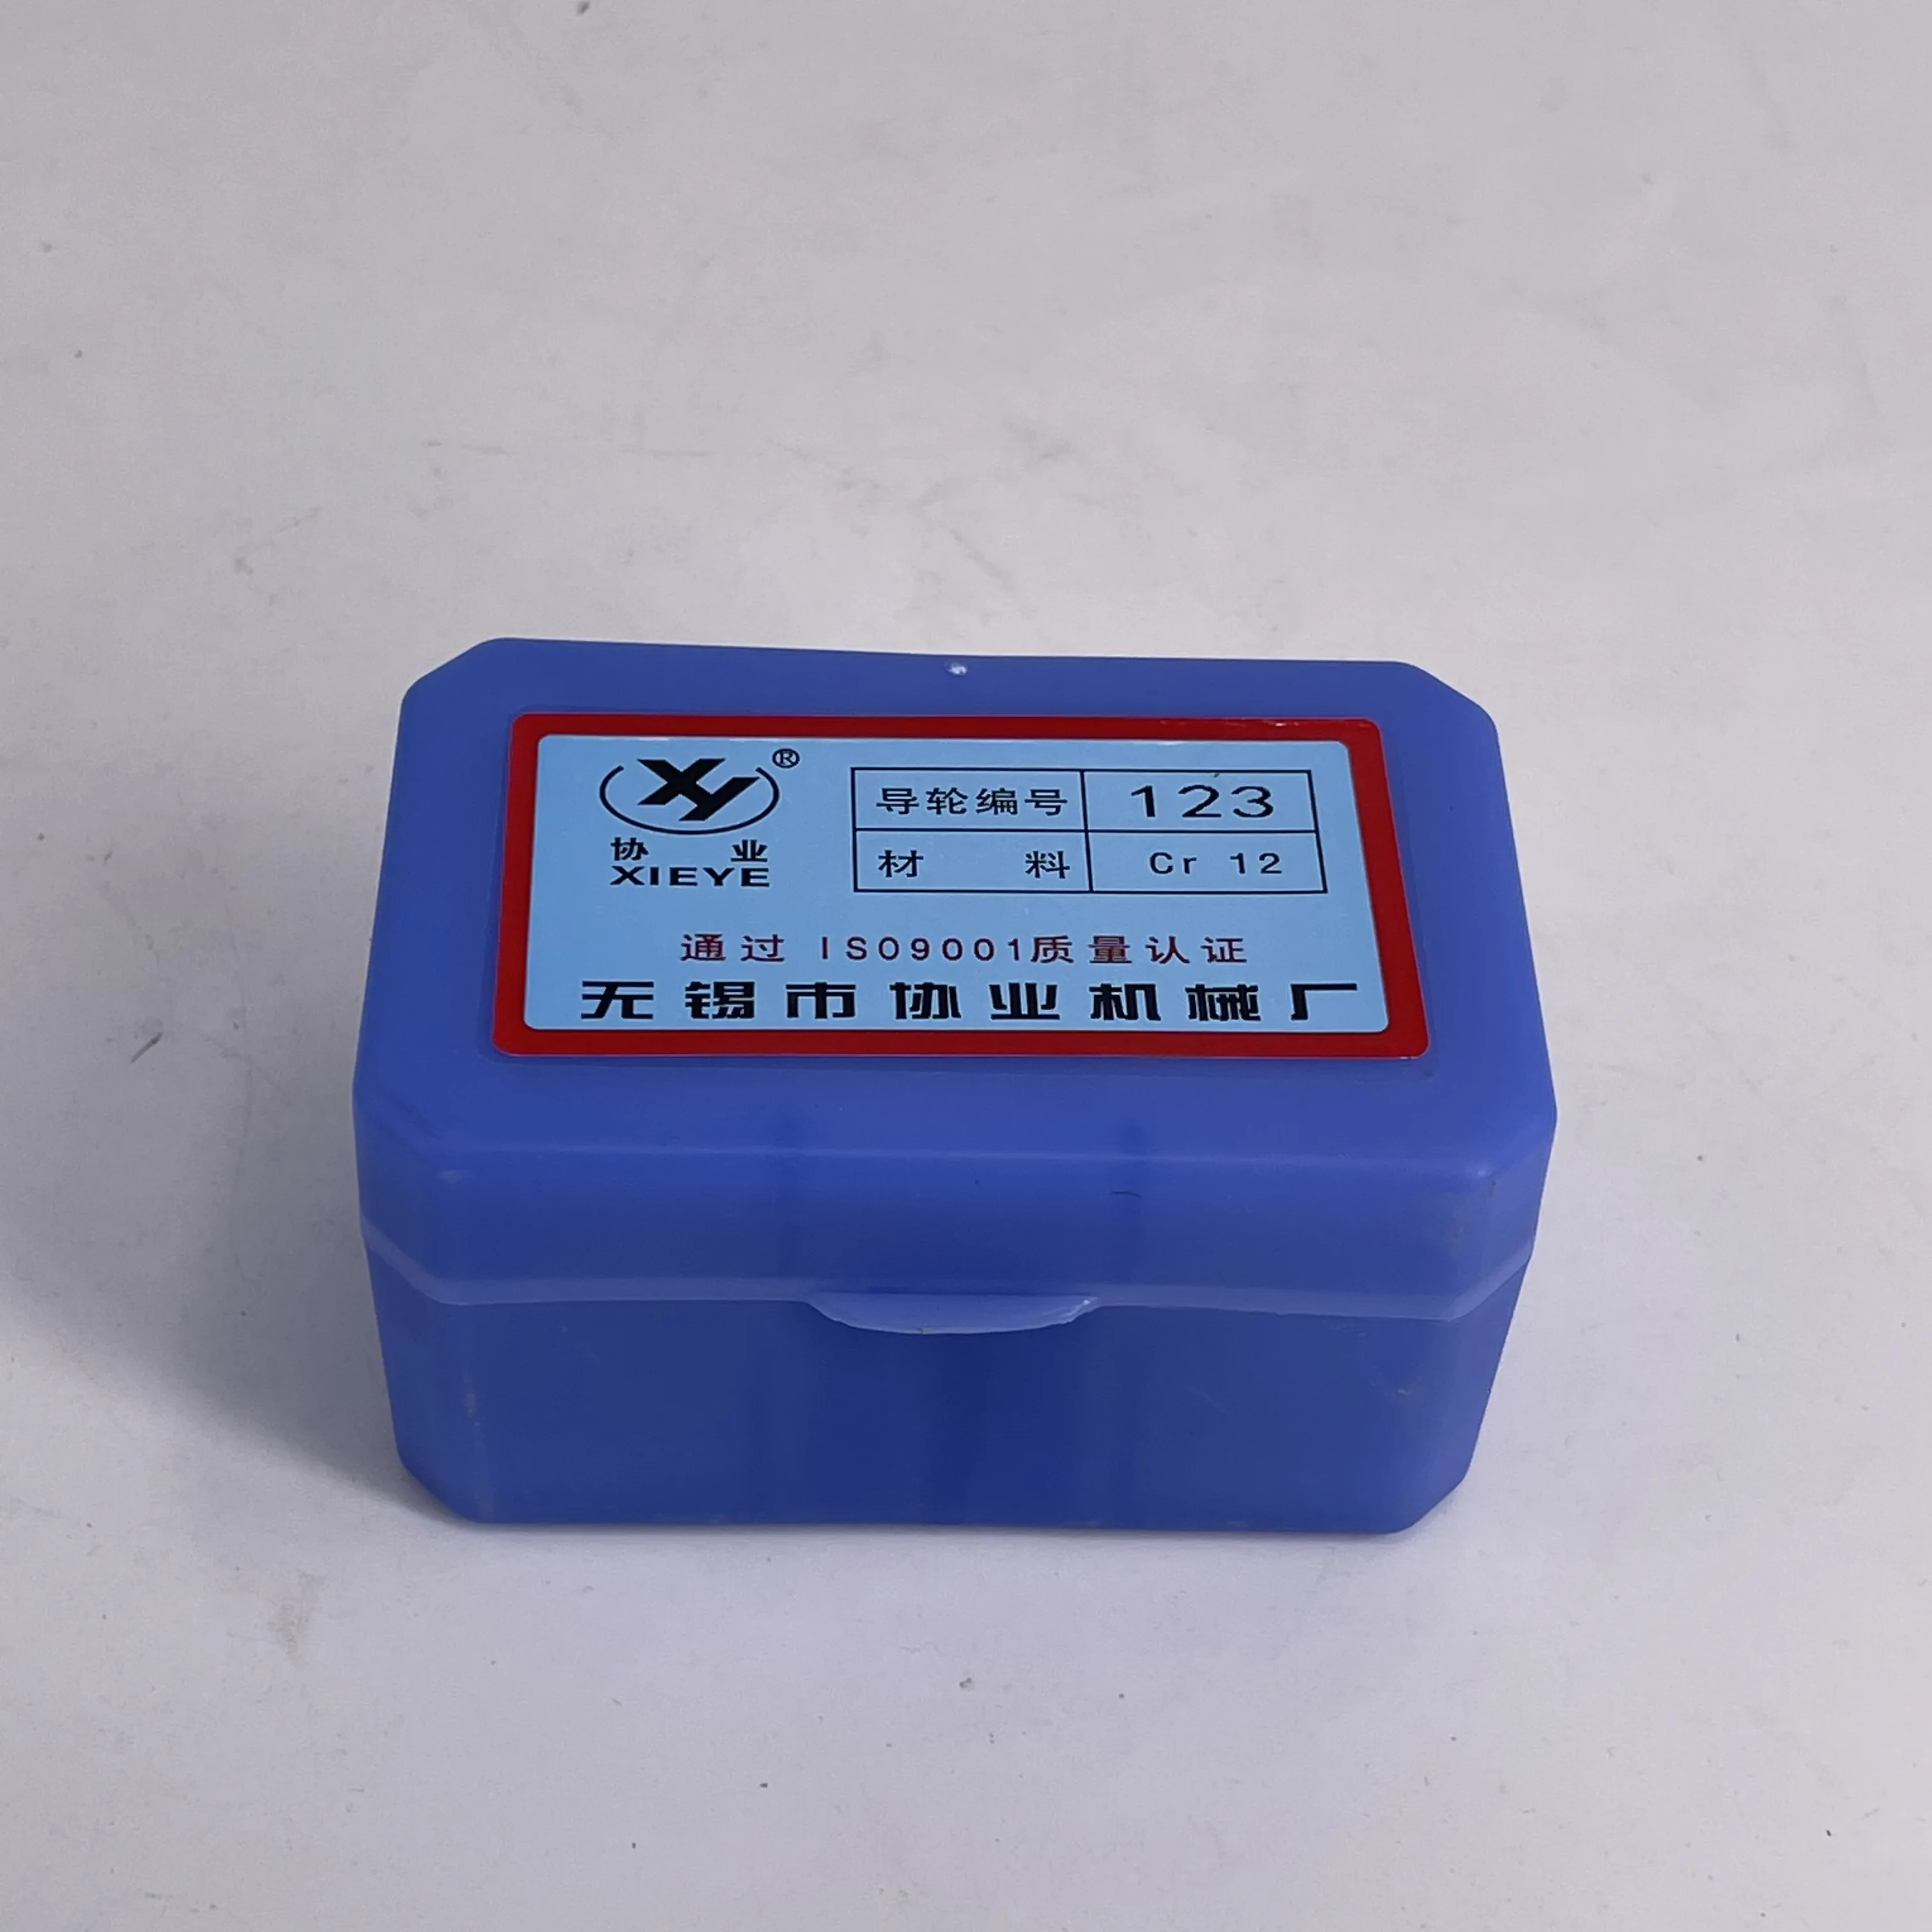 XY®
协业
XIEYE
导轮编号 123
材料 Cr 12
通过 ISO9001质量认证
无锡市协业机械厂